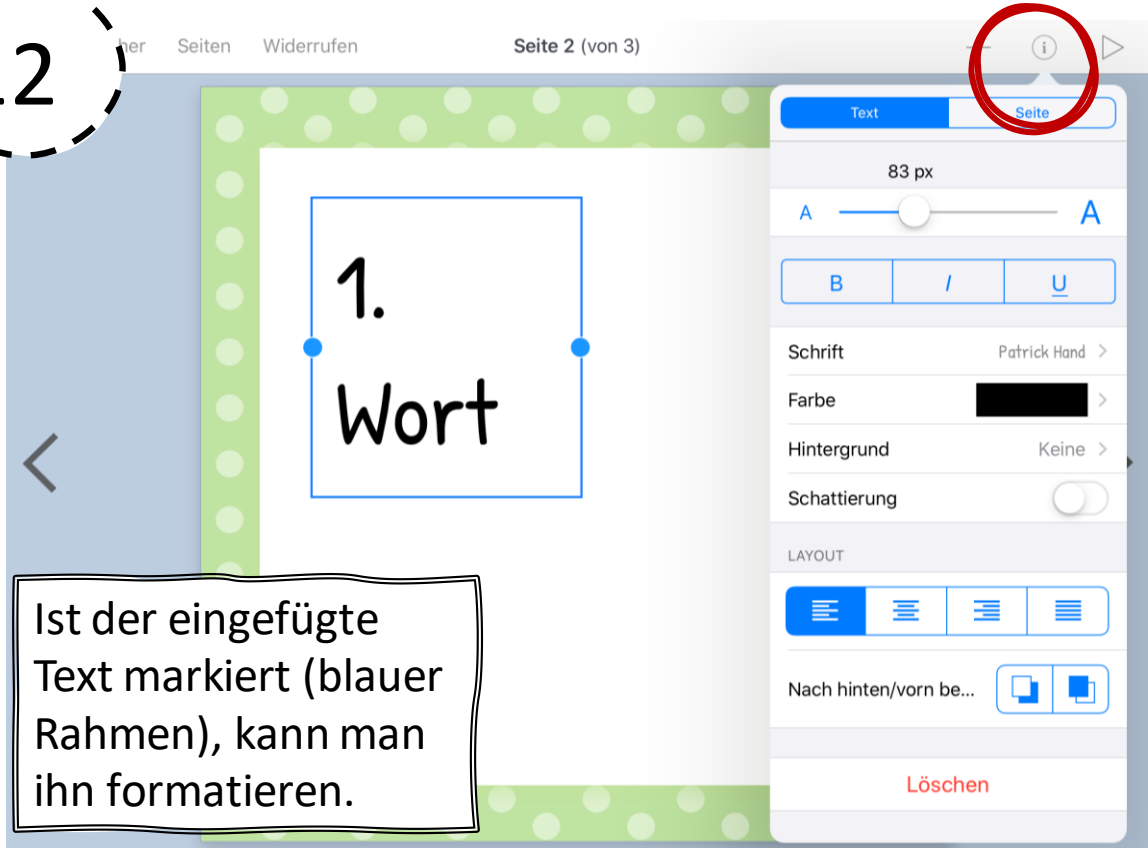 12
her Seiten Widerrufen Seite 2 (von 3)
Text Seite
83 px
A A
B I U
1.
Wort
Schrift Patrick Hand
Farbe
Hintergrund Keine
Schattierung
LAYOUT
Nach hinten/vorn be...
Löschen
Ist der eingefügte
Text markiert (blauer
Rahmen), kann man
ihn formatieren.